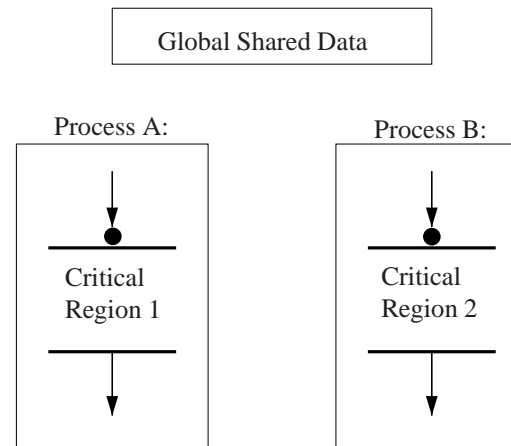 Global Shared Data
Process A:
Process B:
Critical
Region 1
Critical
Region 2